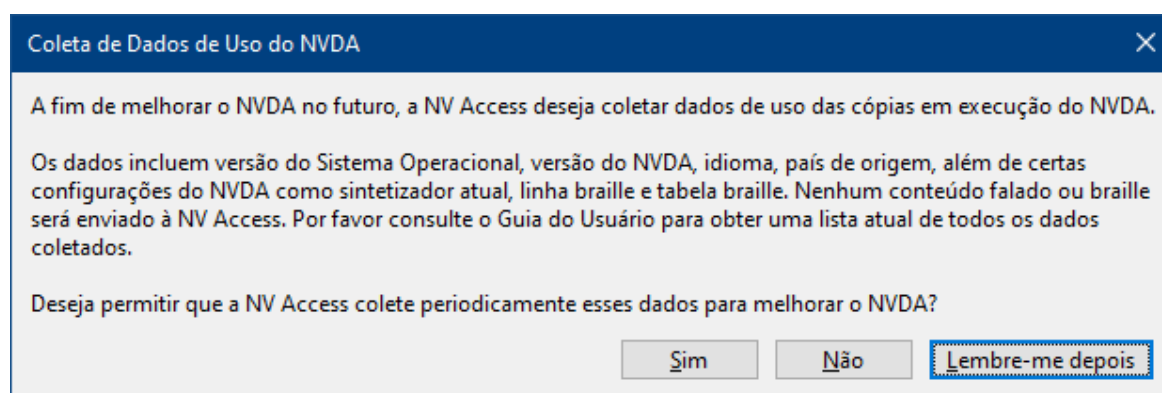 Coleta de Dados de Uso do NVDA
A fim de melhorar o NVDA no futuro, a NV Access deseja coletar dados de uso das cópias em execução do NVDA.
Os dados incluem versão do Sistema Operacional, versão do NVDA, idioma, país de origem, além de certas
configurações do NVDA como sintetizador atual, linha braille e tabela braille. Nenhum conteúdo falado ou braille
será enviado à NV Access. Por favor consulte o Guia do Usuário para obter uma lista atual de todos os dados
coletados.
Deseja permitir que a NV Access colete periodicamente esses dados para melhorar o NVDA?
Sim Não Lembre-me depois